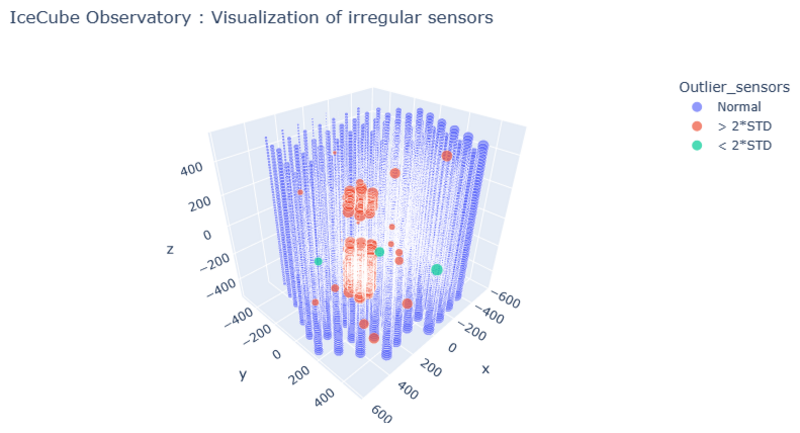 IceCube Observatory : Visualization of irregular sensors
Outlier_sensors
Normal
> 2*STD
< 2*STD
400
200
0
−200
−400
z
−400
−200
0
200
400
y
−600
−400
−200
0
200
400
600
x